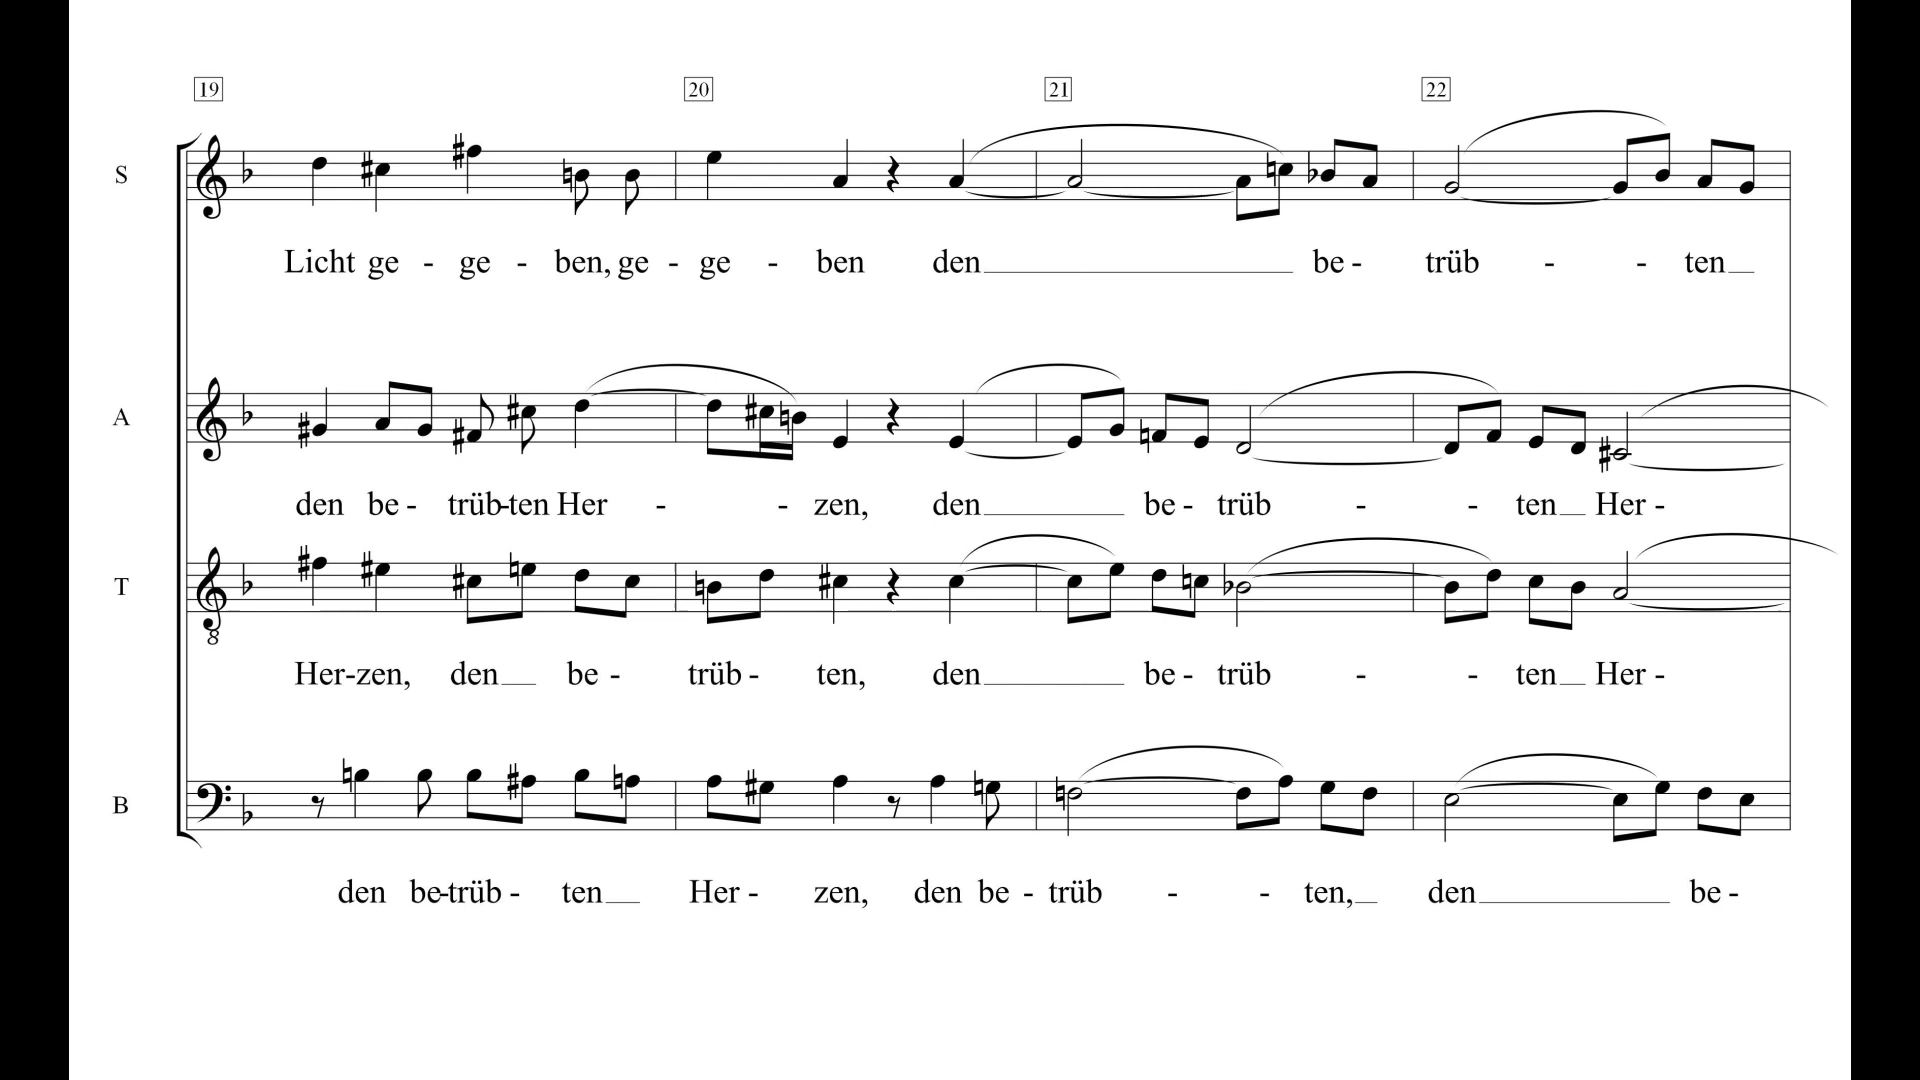 19 20 21 22
S
Licht ge - ge - ben, ge - ge - ben den be - trüb - - ten
A
den be - trüb-ten Her - - zen, den be - trüb - - ten Her -
T
8
Her-zen, den be - trüb - ten, den be - trüb - - ten Her -
B
den be-trüb - ten Her - zen, den be - trüb - - ten, den be -